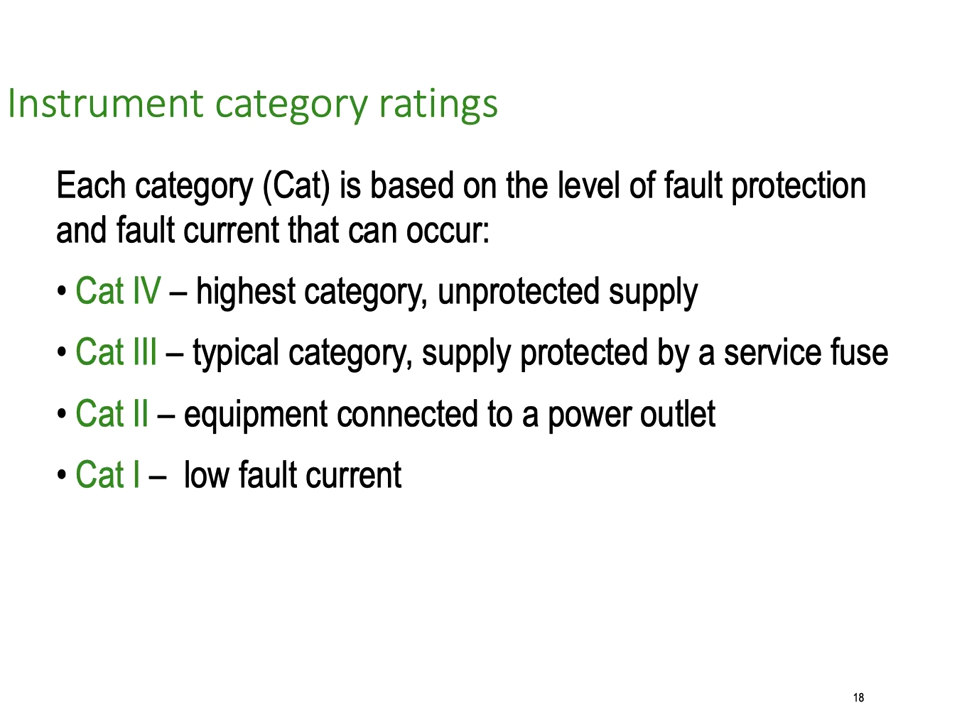 Instrument category ratings
Each category (Cat) is based on the level of fault protection
and fault current that can occur:
• Cat IV – highest category, unprotected supply
• Cat III – typical category, supply protected by a service fuse
• Cat II – equipment connected to a power outlet
• Cat I –  low fault current
18